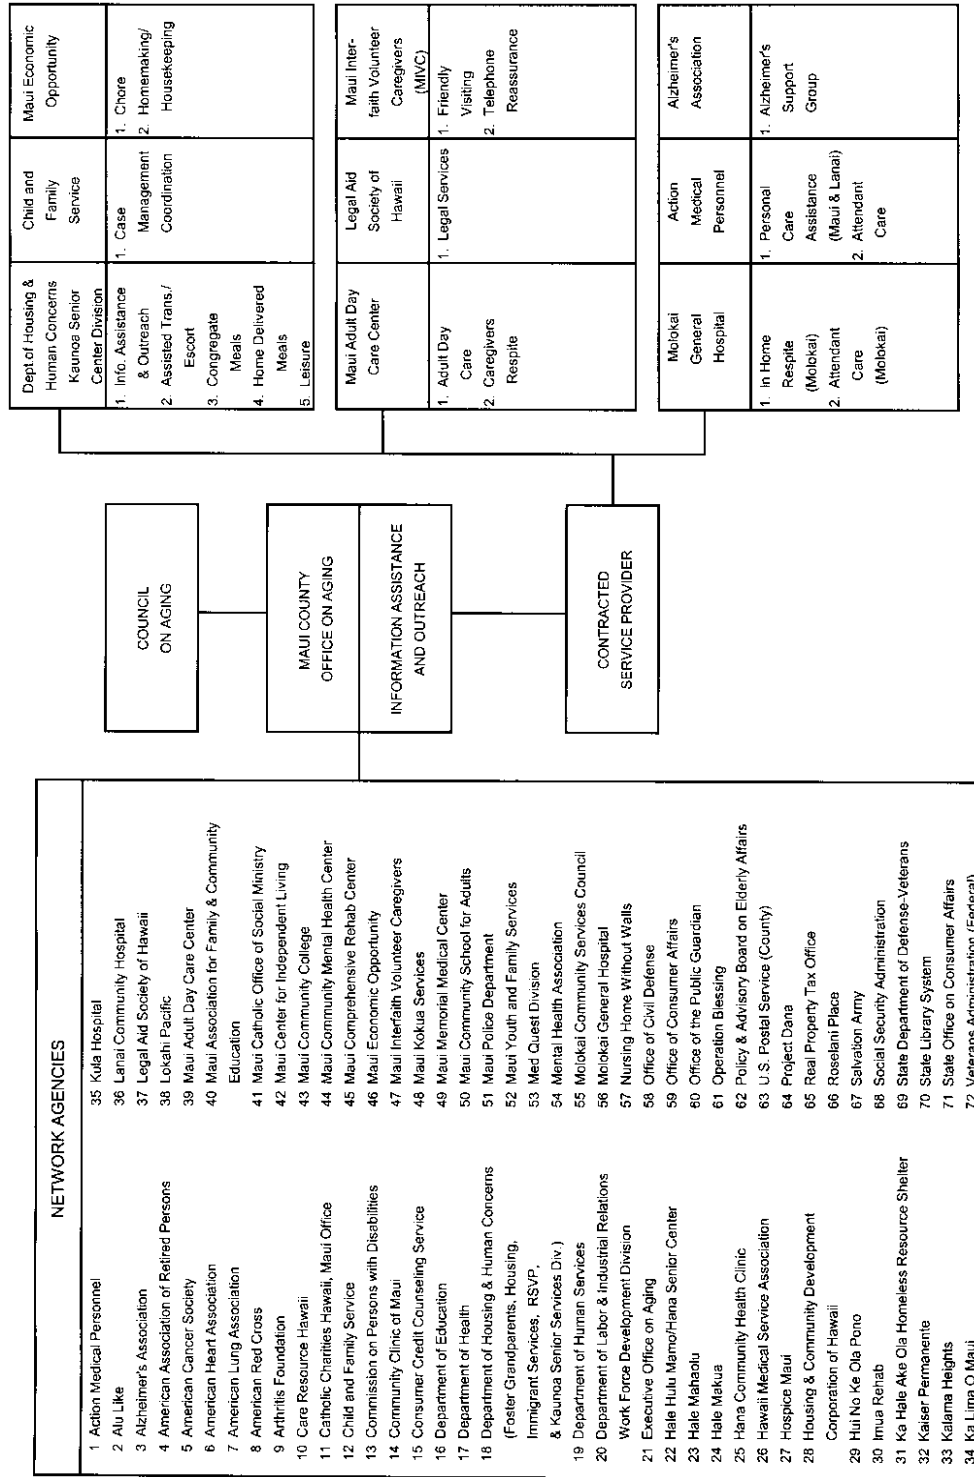 NETWORK AGENCIES
1 Action Medical Personnel
2 Alu Like
3 Alzheimer's Association
4 American Association of Retired Persons
5 American Cancer Society
6 American Heart Association
7 American Lung Association
8 American Red Cross
9 Arthritis Foundation
10 Care Resource Hawaii
11 Catholic Charities Hawaii, Maui Office
12 Child and Family Service
13 Commission on Persons with Disabilities
14 Community Clinic of Maui
15 Consumer Credit Counseling Service
16 Department of Education
17 Department of Health
18 Department of Housing & Human Concerns
(Foster Grandparents, Housing,
Immigrant Services, RSVP,
& Kaunoa Senior Services Div.)
19 Department of Human Services
20 Department of Labor & Industrial Relations
Work Force Development Division
21 Executive Office on Aging
22 Hale Hulu Mamo/Hana Senior Center
23 Hale Mahaolu
24 Hale Makua
25 Hana Community Health Clinic
26 Hawaii Medical Service Association
27 Hospice Maui
28 Housing & Community Development
Corporation of Hawaii
29 Hui No Ke Ola Pono
30 Imua Rehab
31 Ka Hale Ake Ola Homeless Resource Shelter
32 Kaiser Permanente
33 Kalama Heights
34 Ka Lima O Maui
35 Kula Hospital
36 Lanai Community Hospital
37 Legal Aid Society of Hawaii
38 Lokahi Pacific
39 Maui Adult Day Care Center
40 Maui Association for Family & Community
Education
41 Maui Catholic Office of Social Ministry
42 Maui Center for Independent Living
43 Maui Community College
44 Maui Community Mental Health Center
45 Maui Comprehensive Rehab Center
46 Maui Economic Opportunity
47 Maui Interfaith Volunteer Caregivers
48 Maui Kokua Services
49 Maui Memorial Medical Center
50 Maui Community School for Adults
51 Maui Police Department
52 Maui Youth and Family Services
53 Med Quest Division
54 Mental Health Association
55 Molokai Community Services Council
56 Molokai General Hospital
57 Nursing Home Without Walls
58 Office of Civil Defense
59 Office of Consumer Affairs
60 Office of the Public Guardian
61 Operation Blessing
62 Policy & Advisory Board on Elderly Affairs
63 U.S. Postal Service (County)
64 Project Dana
65 Real Property Tax Office
66 Roselani Place
67 Salvation Army
68 Social Security Administration
69 State Department of Defense-Veterans
70 State Library System
71 State Office on Consumer Affairs
72 Veterans Administration (Federal)
COUNCIL
ON AGING
MAUI COUNTY
OFFICE ON AGING
INFORMATION ASSISTANCE
AND OUTREACH
CONTRACTED
SERVICE PROVIDER
Dept of Housing &
Human Concerns
Kaunoa Senior
Center Division
1. Info. Assistance
& Outreach
2. Assisted Trans./
Escort
3. Congregate
Meals
4. Home Delivered
Meals
5. Leisure
Child and
Family
Service
1. Case
Management
Coordination
Maui Economic
Opportunity
1. Chore
2. Homemaking/
Housekeeping
Maui Adult Day
Care Center
1. Adult Day
Care
2. Caregivers
Respite
Legal Aid
Society of
Hawaii
1. Legal Services
Maui Inter-
faith Volunteer
Caregivers
(MIVC)
1. Friendly
Visiting
2. Telephone
Reassurance
Molokai
General
Hospital
1. In Home
Respite
(Molokai)
2. Attendant
Care
(Molokai)
Action
Medical
Personnel
1. Personal
Care
Assistance
(Maui & Lanai)
2. Attendant
Care
Alzheimer's
Association
1. Alzheimer's
Support
Group